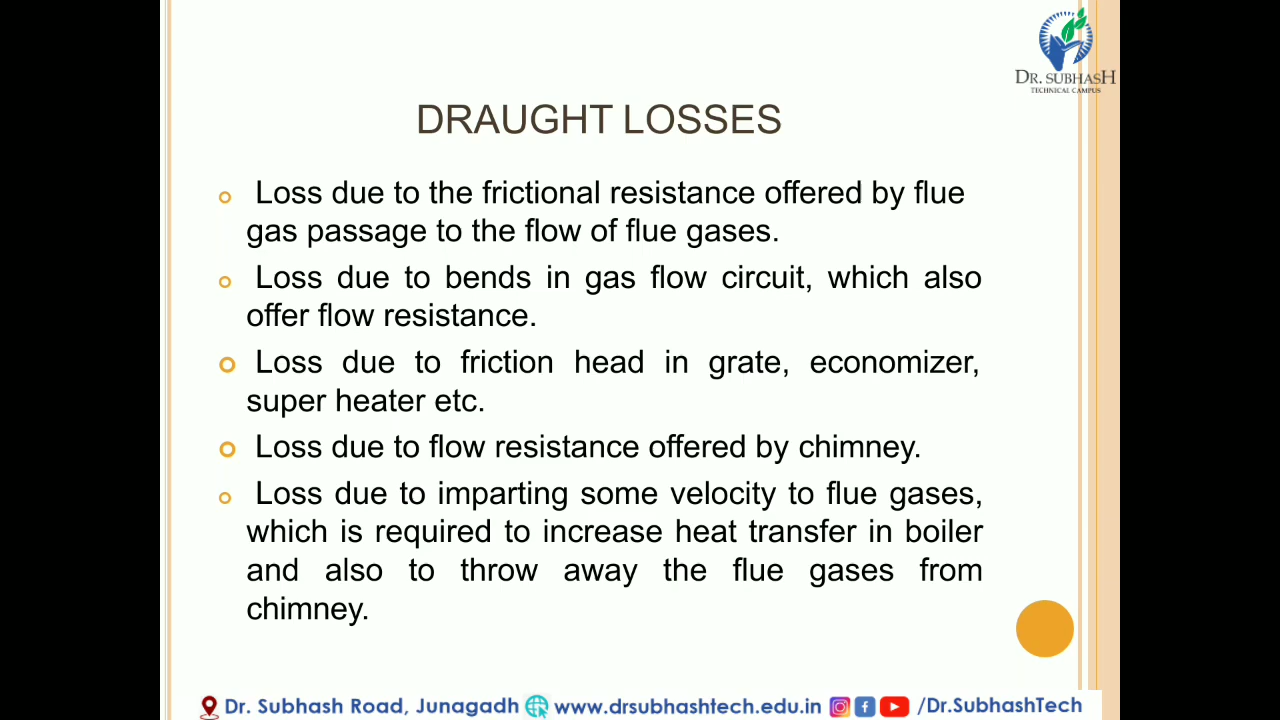 DR. SUBHASH
TECHNICAL CAMPUS
DRAUGHT LOSSES
Loss due to the frictional resistance offered by flue
gas passage to the flow of flue gases.
Loss due to bends in gas flow circuit, which also
offer flow resistance.
Loss due to friction head in grate, economizer,
super heater etc.
Loss due to flow resistance offered by chimney.
Loss due to imparting some velocity to flue gases,
which is required to increase heat transfer in boiler
and also to throw away the flue gases from
chimney.
Dr. Subhash Road, Junagadh www.drsubhashtech.edu.in /Dr.SubhashTech